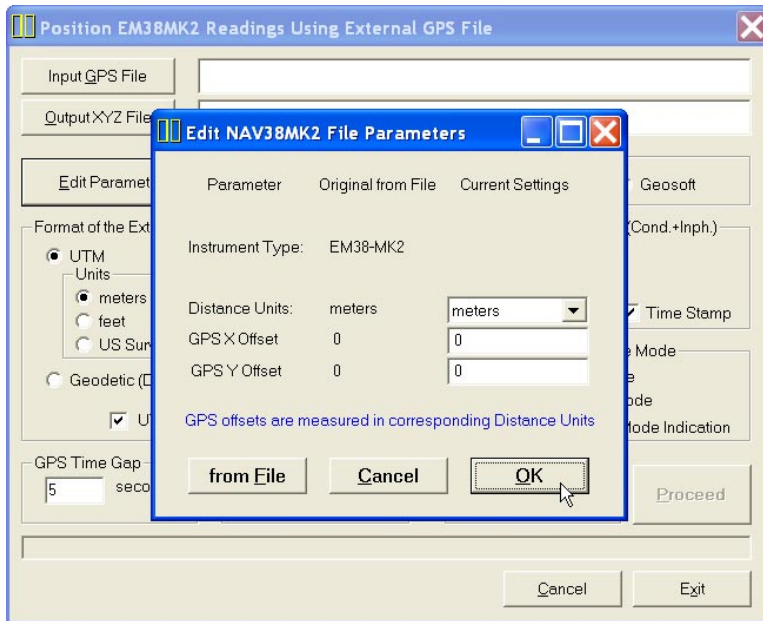 Position EM38MK2 Readings Using External GPS File
Input GPS File
Output XYZ File
Edit NAV38MK2 File Parameters
Edit Paramet
Parameter Original from File Current Settings
Geosoft
Format of the Ext
(Cond.+Inph.)
UTM
Instrument Type: EM38-MK2
Units
meters
Distance Units: meters meters
Time Stamp
feet
GPS X Offset 0 0
US Sur
Mode
GPS Y Offset 0 0
Geodetic (D
ode
U
GPS offsets are measured in corresponding Distance Units
Mode Indication
GPS Time Gap
5 seco
from File Cancel OK
Proceed
Cancel Exit